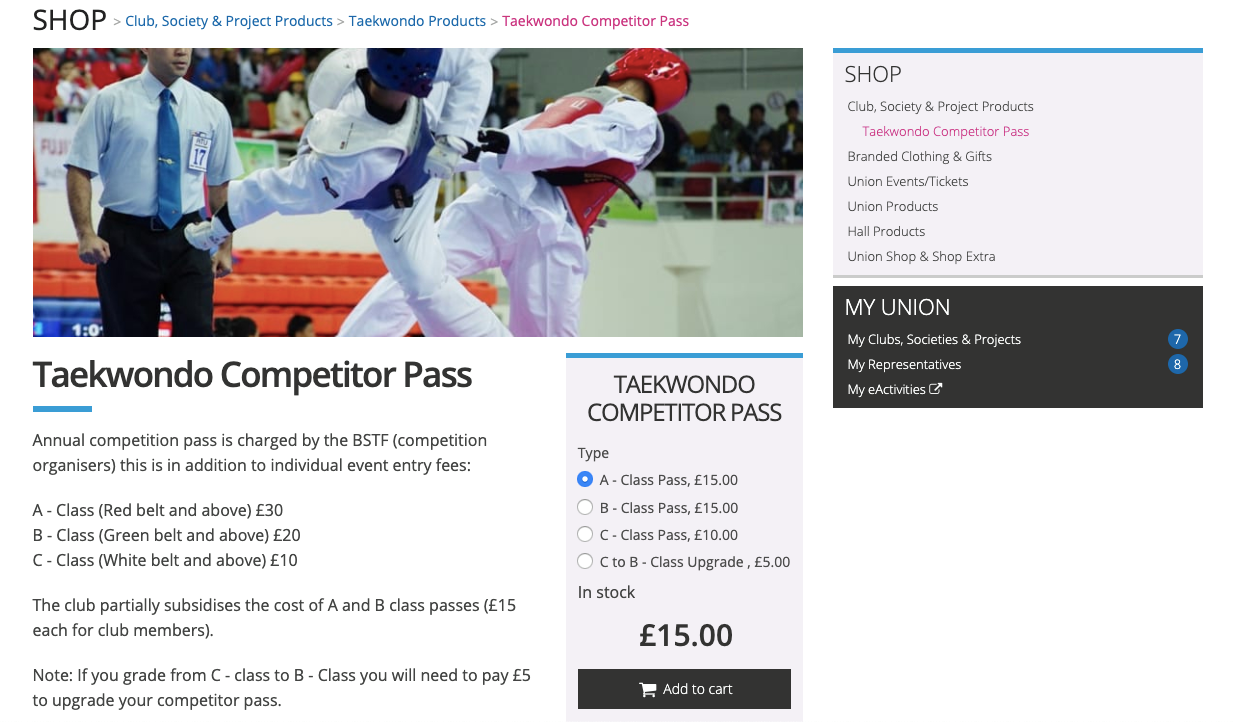 SHOP > Club, Society & Project Products > Taekwondo Products > Taekwondo Competitor Pass
FUJI
17
1:0
Taekwondo Competitor Pass
Annual competition pass is charged by the BSTF (competition
organisers) this is in addition to individual event entry fees:
A - Class (Red belt and above) £30
B - Class (Green belt and above) £20
C - Class (White belt and above) £10
The club partially subsidises the cost of A and B class passes (£15
each for club members).
Note: If you grade from C - class to B - Class you will need to pay £5
to upgrade your competitor pass.
TAEKWONDO
COMPETITOR PASS
Type
A - Class Pass, £15.00
B - Class Pass, £15.00
C - Class Pass, £10.00
C to B - Class Upgrade , £5.00
In stock
£15.00
Add to cart
SHOP
Club, Society & Project Products
Taekwondo Competitor Pass
Branded Clothing & Gifts
Union Events/Tickets
Union Products
Hall Products
Union Shop & Shop Extra
MY UNION
My Clubs, Societies & Projects 7
My Representatives 8
My eActivities